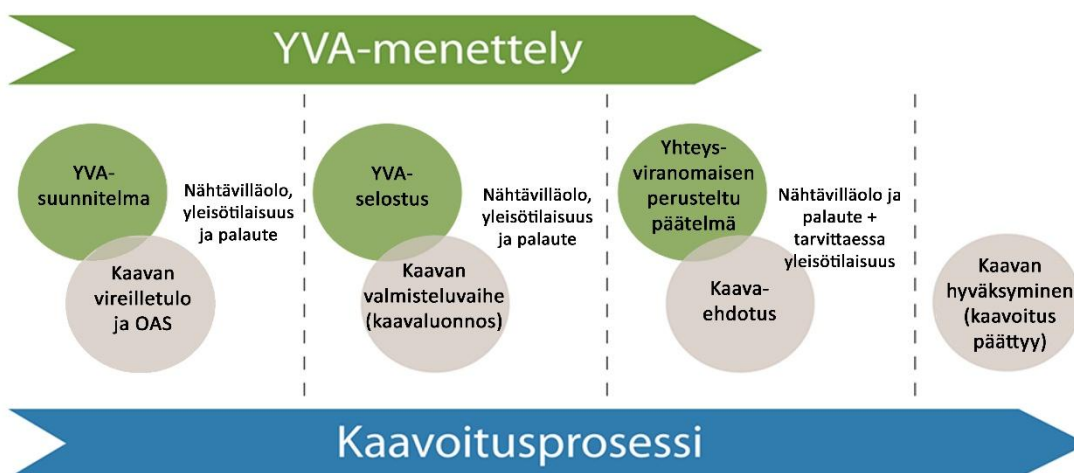 YVA-menettely
YVA-
suunnitelma
Kaavan
vireilletulo
ja OAS
Nähtävilläolo,
yleisötilaisuus
ja palaute
YVA-
selostus
Kaavan
valmisteluvaihe
(kaavaluonnos)
Nähtävilläolo,
yleisötilaisuus
ja palaute
Yhteys-
viranomaisen
perusteltu
päätelmä
Kaava-
ehdotus
Nähtävilläolo ja
palaute +
tarvittaessa
yleisötilaisuus
Kaavan
hyväksyminen
(kaavoitus
päättyy)
Kaavoitusprosessi